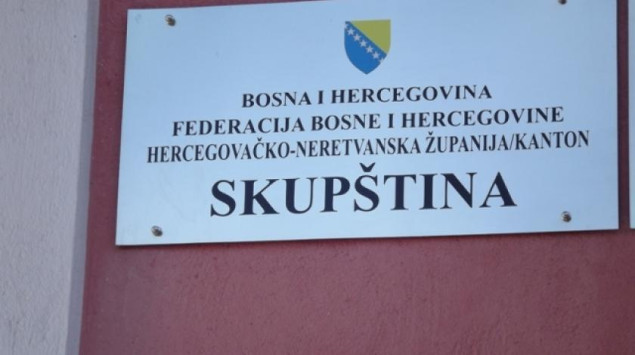 BOSNA I HERCEGOVINA
FEDERACIJA BOSNE I HERCEGOVINE
HERCEGOVAČKO-NERETVANSKA ŽUPANIJA/KANTON
SKUPŠTINA